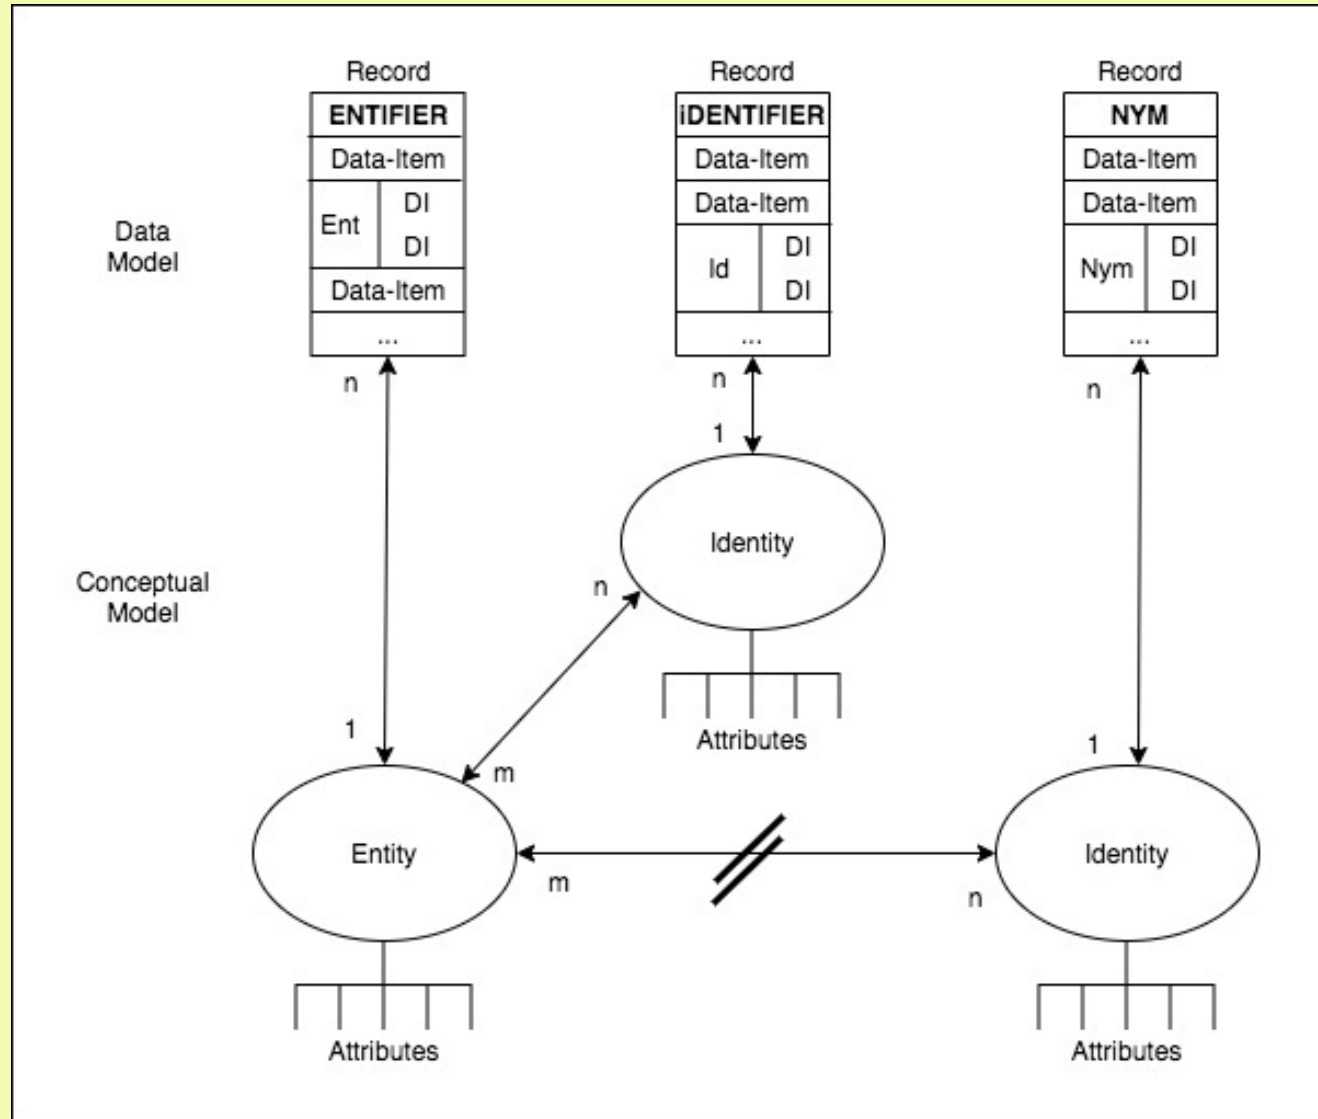 Record
ENTIFIER
Data-Item
Ent
DI
DI
Data-Item
...
Record
iDENTIFIER
Data-Item
Data-Item
Id
DI
DI
...
Record
NYM
Data-Item
Data-Item
Nym
DI
DI
...
Data
Model
n
n
n
1
Identity
n
Conceptual
Model
Attributes
1
m
1
Entity
m
Identity
n
Attributes
Attributes